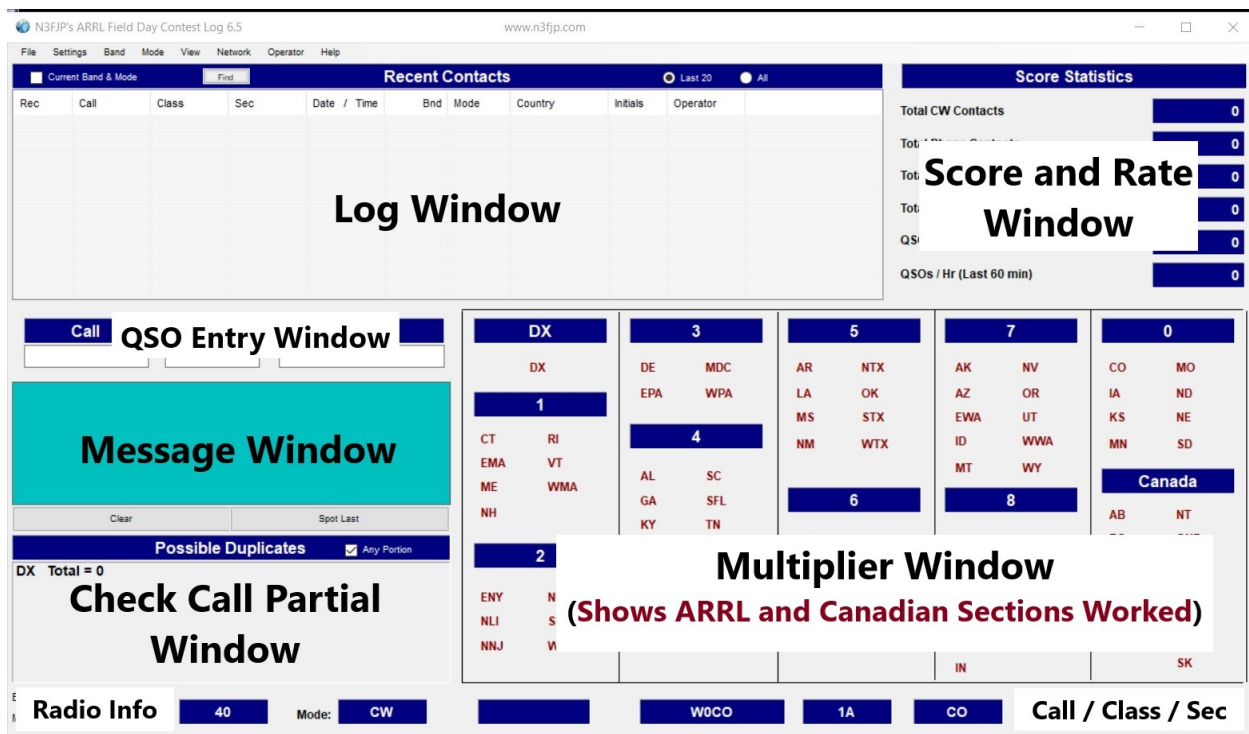 N3FJP's ARRL Field Day Contest Log 6.5 www.n3fjp.com
File Settings Band Mode View Network Operator Help
Current Band & Mode Find Recent Contacts Last 20 All
Score Statistics
Rec Call Class Sec Date / Time Bnd Mode Country Initials Operator
Log Window
Total CW Contacts 0
0
0
0
0
QSOs / Hr (Last 60 min) 0
Score and Rate
Window
Call
QSO Entry Window
Message Window
Clear Spot Last
Possible Duplicates Any Portion
DX Total = 0
Check Call Partial
Window
DX
DX
1
CT RI
EMA VT
ME WMA
NH
2
ENY
NLI
NNJ
3
DE MDC
EPA WPA
4
AL SC
GA SFL
KY TN
5
AR NTX
LA OK
MS STX
NM WTX
6
7
AK NV
AZ OR
EWA UT
ID WWA
MT WY
8
IN
0
CO MO
IA ND
KS NE
MN SD
Canada
AB NT
SK
Multiplier Window
(Shows ARRL and Canadian Sections Worked)
Radio Info 40 Mode: CW W0CO 1A CO Call / Class / Sec